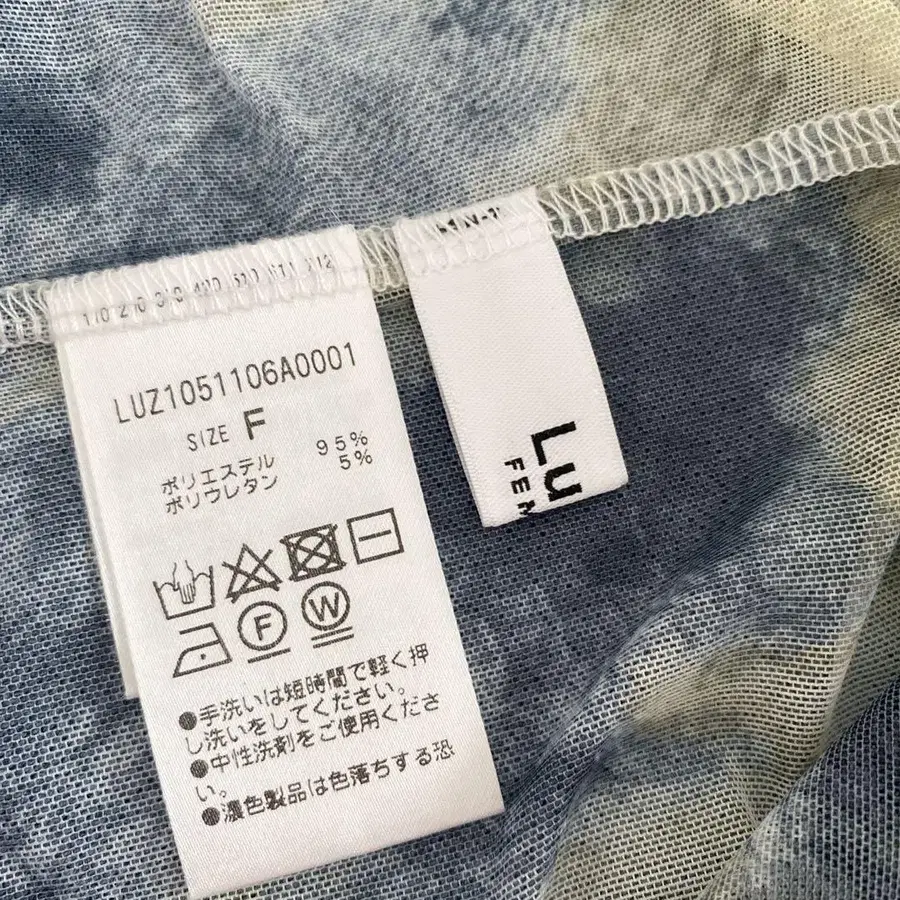 LUZ1051106A0001
SIZE F
ポリエステル 95%
ポリウレタン 5%
F
W
●手洗いは短時間で軽く押
し洗いをしてください。
●中性洗剤をご使用くださ
い。
●濃色製品は色落ちする恐
Lu
FEM